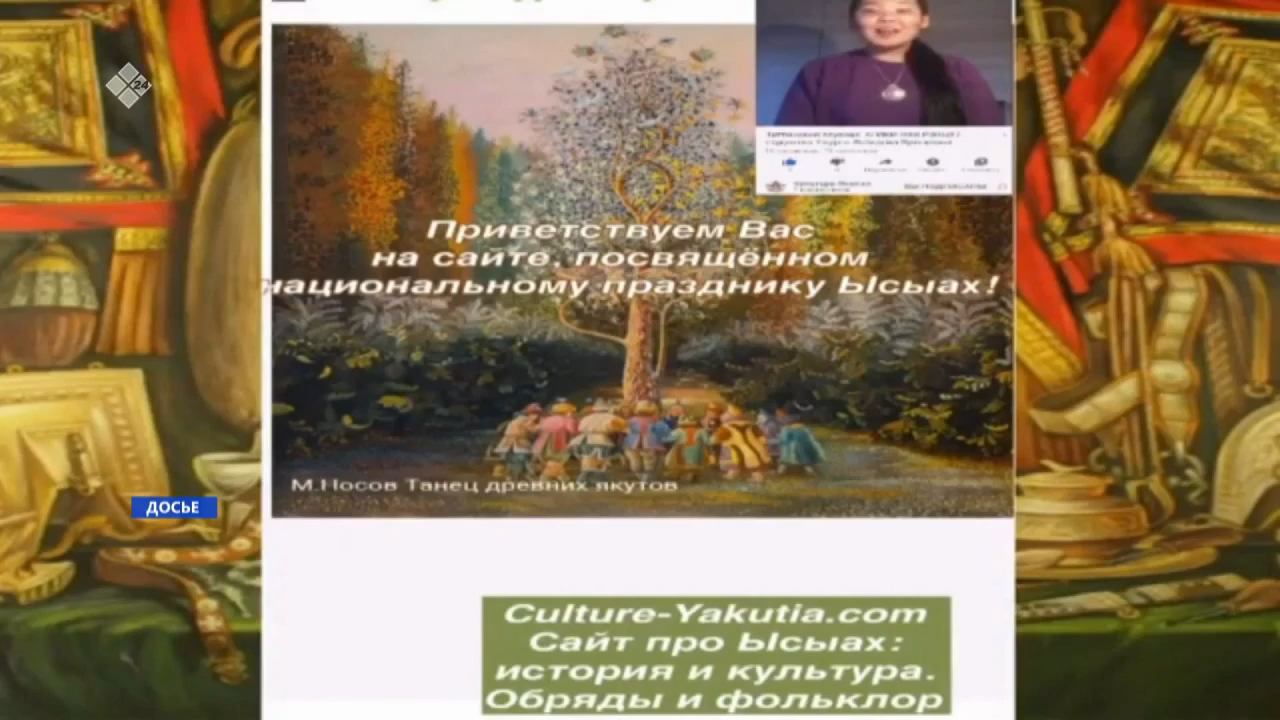 24
Приветствуем Вас
на сайте, посвящённом
национальному празднику Ысыах!
М.Носов Танец древних якутов
ДОСЬЕ
Culture-Yakutia.com
Сайт про Ысыах:
история и культура.
Обряды и фольклор